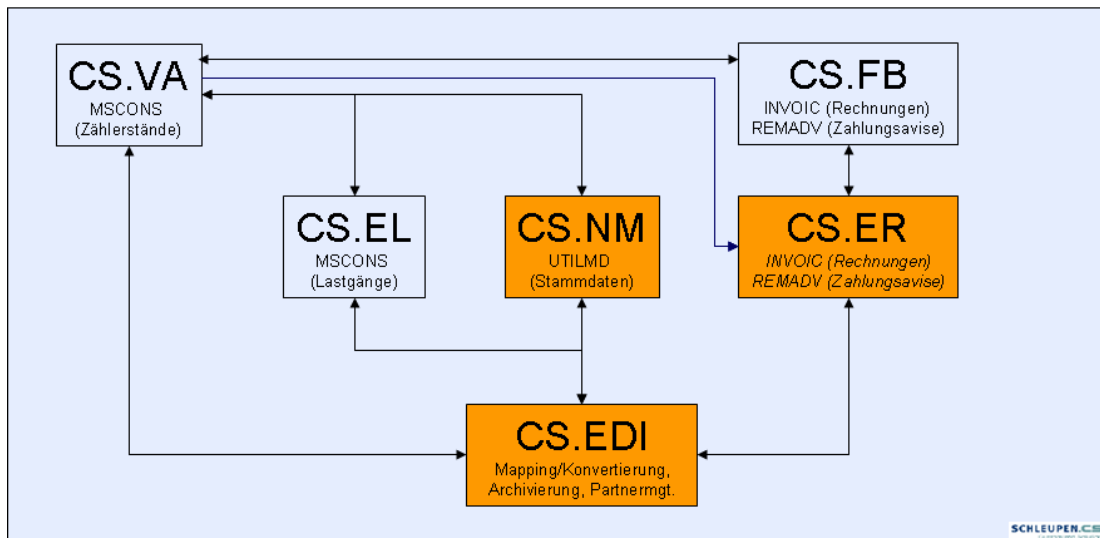 CS.VA
MSCONS
(Zählerstände)
CS.FB
INVOIC (Rechnungen)
REMADV (Zahlungsavise)
CS.EL
MSCONS
(Lastgänge)
CS.NM
UTILMD
(Stammdaten)
CS.ER
INVOIC (Rechnungen)
REMADV (Zahlungsavise)
CS.EDI
Mapping/Konvertierung,
Archivierung, Partnermgt.
SCHLEUPEN.CS